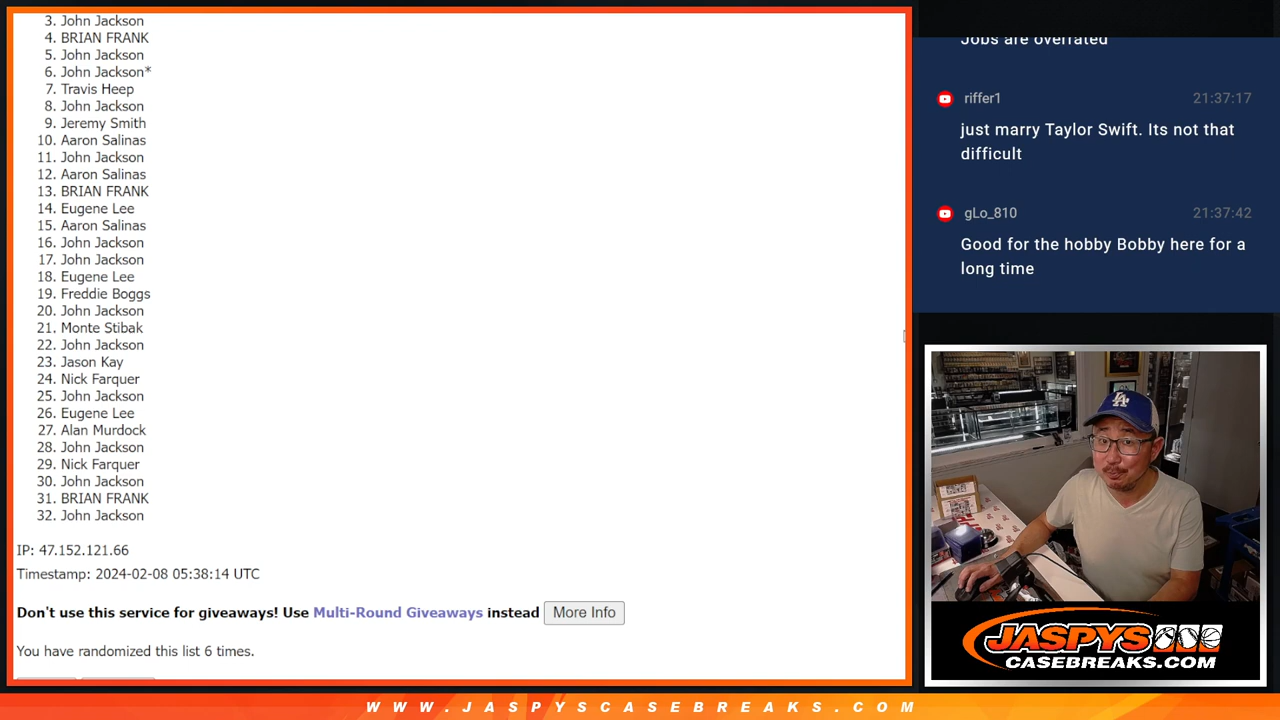 3. John Jackson
4. BRIAN FRANK
5. John Jackson
6. John Jackson*
7. Travis Heep
8. John Jackson
9. Jeremy Smith
10. Aaron Salinas
11. John Jackson
12. Aaron Salinas
13. BRIAN FRANK
14. Eugene Lee
15. Aaron Salinas
16. John Jackson
17. John Jackson
18. Eugene Lee
19. Freddie Boggs
20. John Jackson
21. Monte Stibak
22. John Jackson
23. Jason Kay
24. Nick Farquer
25. John Jackson
26. Eugene Lee
27. Alan Murdock
28. John Jackson
29. Nick Farquer
30. John Jackson
31. BRIAN FRANK
32. John Jackson
IP: 47.152.121.66
Timestamp: 2024-02-08 05:38:14 UTC
Don't use this service for giveaways! Use Multi-Round Giveaways instead More Info
You have randomized this list 6 times.
Jobs are overrated
riffer1 21:37:17
just marry Taylor Swift. Its not that
difficult
gLo_810 21:37:42
Good for the hobby Bobby here for a
long time
LA
JASPYS
CASEBREAKS.COM
WWW.JASPYSCASEBREAKS.COM